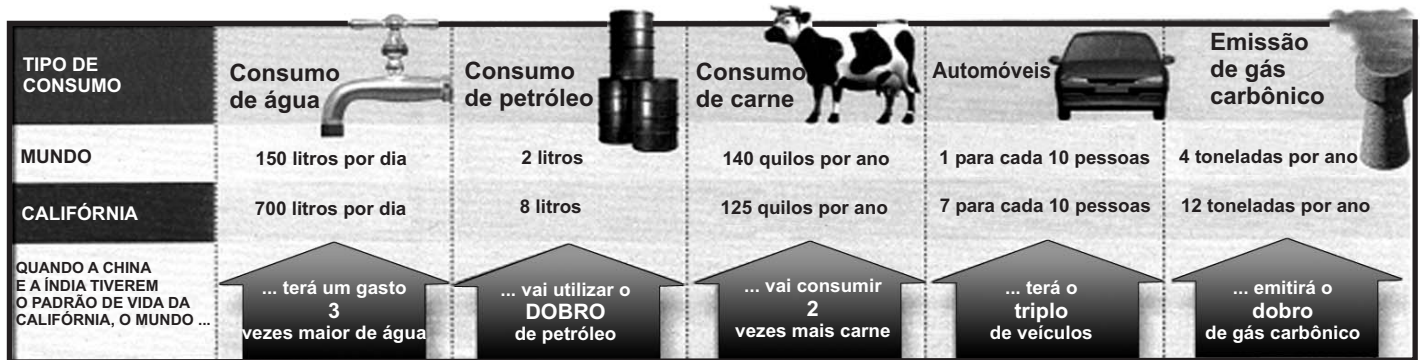 TIPO DE
CONSUMO
Consumo
de água
Consumo
de petróleo
Consumo
de carne
Automóveis
Emissão
de gás
carbônico
MUNDO
150 litros por dia
2 litros
140 quilos por ano
1 para cada 10 pessoas
4 toneladas por ano
CALIFÓRNIA
700 litros por dia
8 litros
125 quilos por ano
7 para cada 10 pessoas
12 toneladas por ano
QUANDO A CHINA
E A ÍNDIA TIVEREM
O PADRÃO DE VIDA DA
CALIFÓRNIA, O MUNDO ...
... terá um gasto
3
vezes maior de água
... vai utilizar o
DOBRO
de petróleo
... vai consumir
2
vezes mais carne
... terá o
triplo
de veículos
... emitirá o
dobro
de gás carbônico